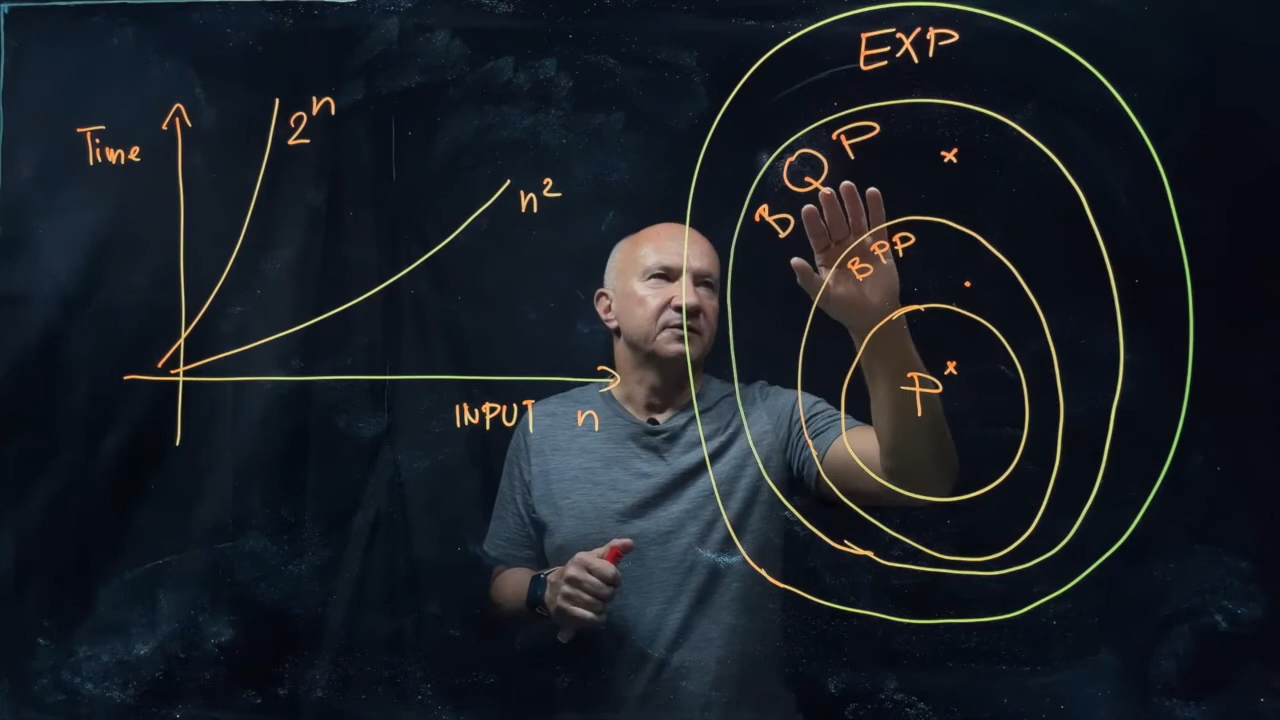 Time
2ⁿ
n²
INPUT n
EXP
BQP
BPP
P